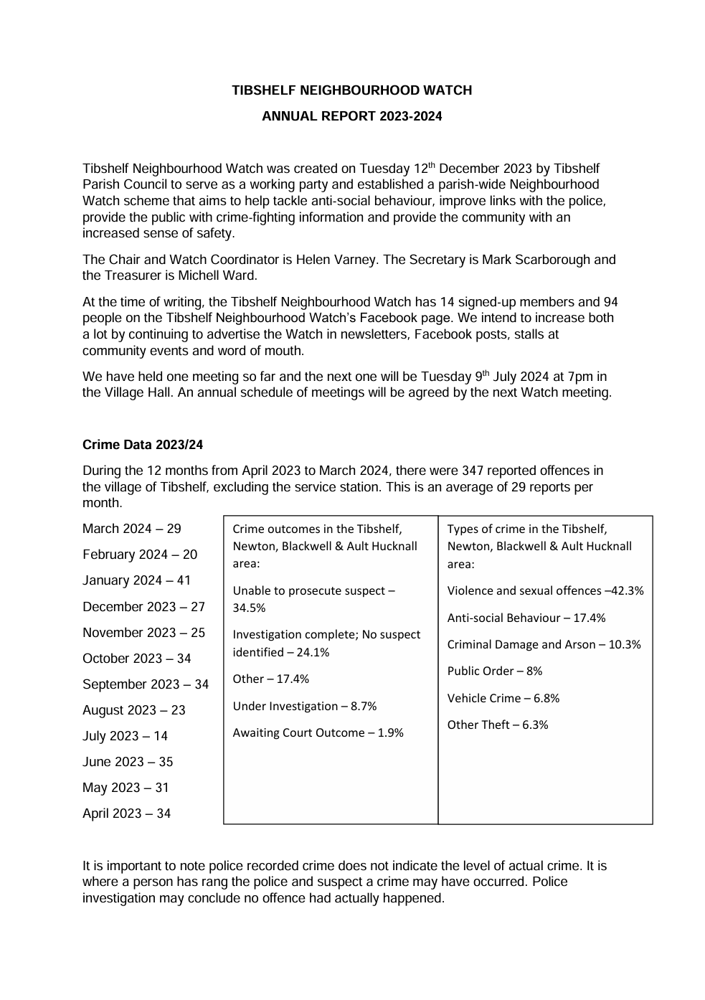 TIBSHELF NEIGHBOURHOOD WATCH
ANNUAL REPORT 2023-2024
Tibshelf Neighbourhood Watch was created on Tuesday 12th December 2023 by Tibshelf
Parish Council to serve as a working party and established a parish-wide Neighbourhood
Watch scheme that aims to help tackle anti-social behaviour, improve links with the police,
provide the public with crime-fighting information and provide the community with an
increased sense of safety.
The Chair and Watch Coordinator is Helen Varney. The Secretary is Mark Scarborough and
the Treasurer is Michell Ward.
At the time of writing, the Tibshelf Neighbourhood Watch has 14 signed-up members and 94
people on the Tibshelf Neighbourhood Watch’s Facebook page. We intend to increase both
a lot by continuing to advertise the Watch in newsletters, Facebook posts, stalls at
community events and word of mouth.
We have held one meeting so far and the next one will be Tuesday 9th July 2024 at 7pm in
the Village Hall. An annual schedule of meetings will be agreed by the next Watch meeting.
Crime Data 2023/24
During the 12 months from April 2023 to March 2024, there were 347 reported offences in
the village of Tibshelf, excluding the service station. This is an average of 29 reports per
month.
March 2024 – 29
February 2024 – 20
January 2024 – 41
December 2023 – 27
November 2023 – 25
October 2023 – 34
September 2023 – 34
August 2023 – 23
July 2023 – 14
June 2023 – 35
May 2023 – 31
April 2023 – 34
Crime outcomes in the Tibshelf,
Newton, Blackwell & Ault Hucknall
area:
Unable to prosecute suspect –
34.5%
Investigation complete; No suspect
identified – 24.1%
Other – 17.4%
Under Investigation – 8.7%
Awaiting Court Outcome – 1.9%
Types of crime in the Tibshelf,
Newton, Blackwell & Ault Hucknall
area:
Violence and sexual offences –42.3%
Anti-social Behaviour – 17.4%
Criminal Damage and Arson – 10.3%
Public Order – 8%
Vehicle Crime – 6.8%
Other Theft – 6.3%
It is important to note police recorded crime does not indicate the level of actual crime. It is
where a person has rang the police and suspect a crime may have occurred. Police
investigation may conclude no offence had actually happened.